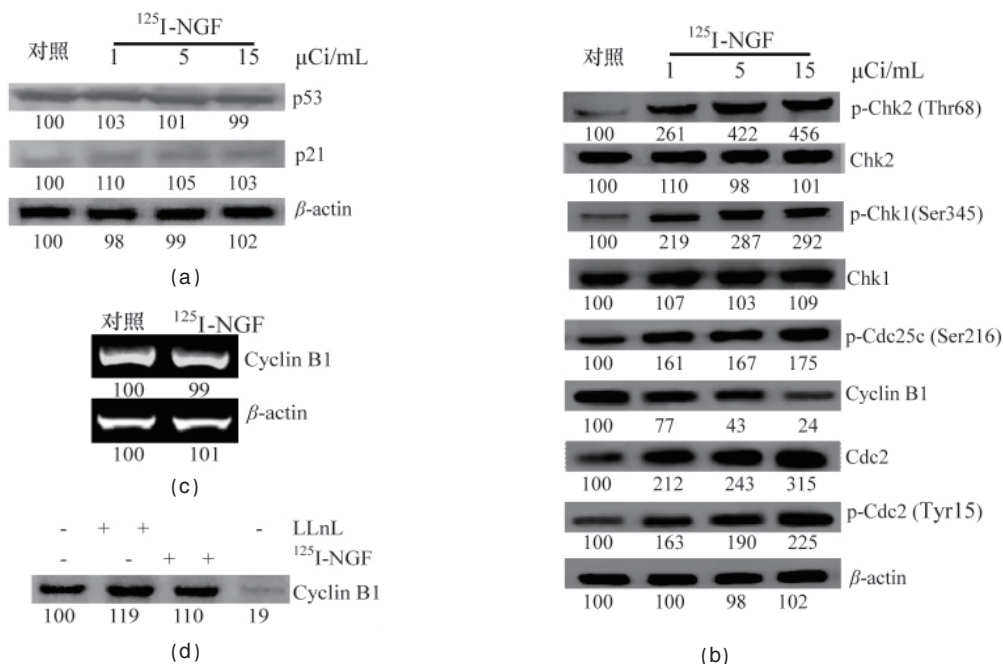 ¹²⁵I-NGF
对照 1 5 15 μCi/mL
p53
100 103 101 99
p21
100 110 105 103
β-actin
100 98 99 102
(a)
对照 ¹²⁵I-NGF
Cyclin B1
100 99
β-actin
100 101
(c)
- + + - LLnL
- - + + ¹²⁵I-NGF
Cyclin B1
100 119 110 19
(d)
¹²⁵I-NGF
对照 1 5 15 μCi/mL
p-Chk2 (Thr68)
100 261 422 456
Chk2
100 110 98 101
p-Chk1(Ser345)
100 219 287 292
Chk1
100 107 103 109
p-Cdc25c (Ser216)
100 161 167 175
Cyclin B1
100 77 43 24
Cdc2
100 212 243 315
p-Cdc2 (Tyr15)
100 163 190 225
β-actin
100 100 98 102
(b)